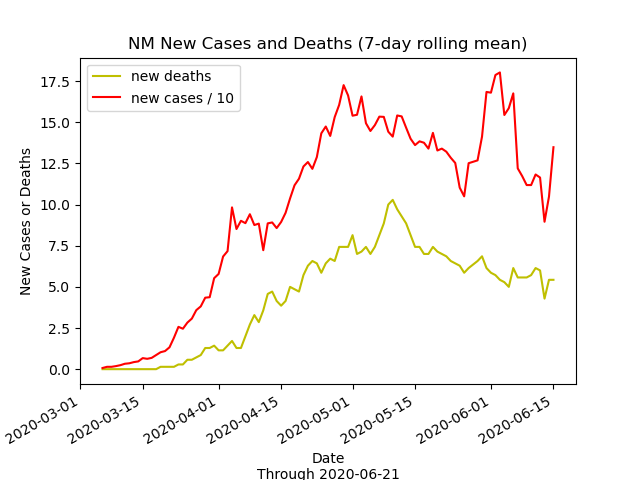 NM New Cases and Deaths (7-day rolling mean)
new deaths
new cases / 10
17.5
15.0
12.5
10.0
7.5
5.0
2.5
0.0
New Cases or Deaths
2020-03-01
2020-03-15
2020-04-01
2020-04-15
2020-05-01
2020-05-15
2020-06-01
2020-06-15
Date
Through 2020-06-21